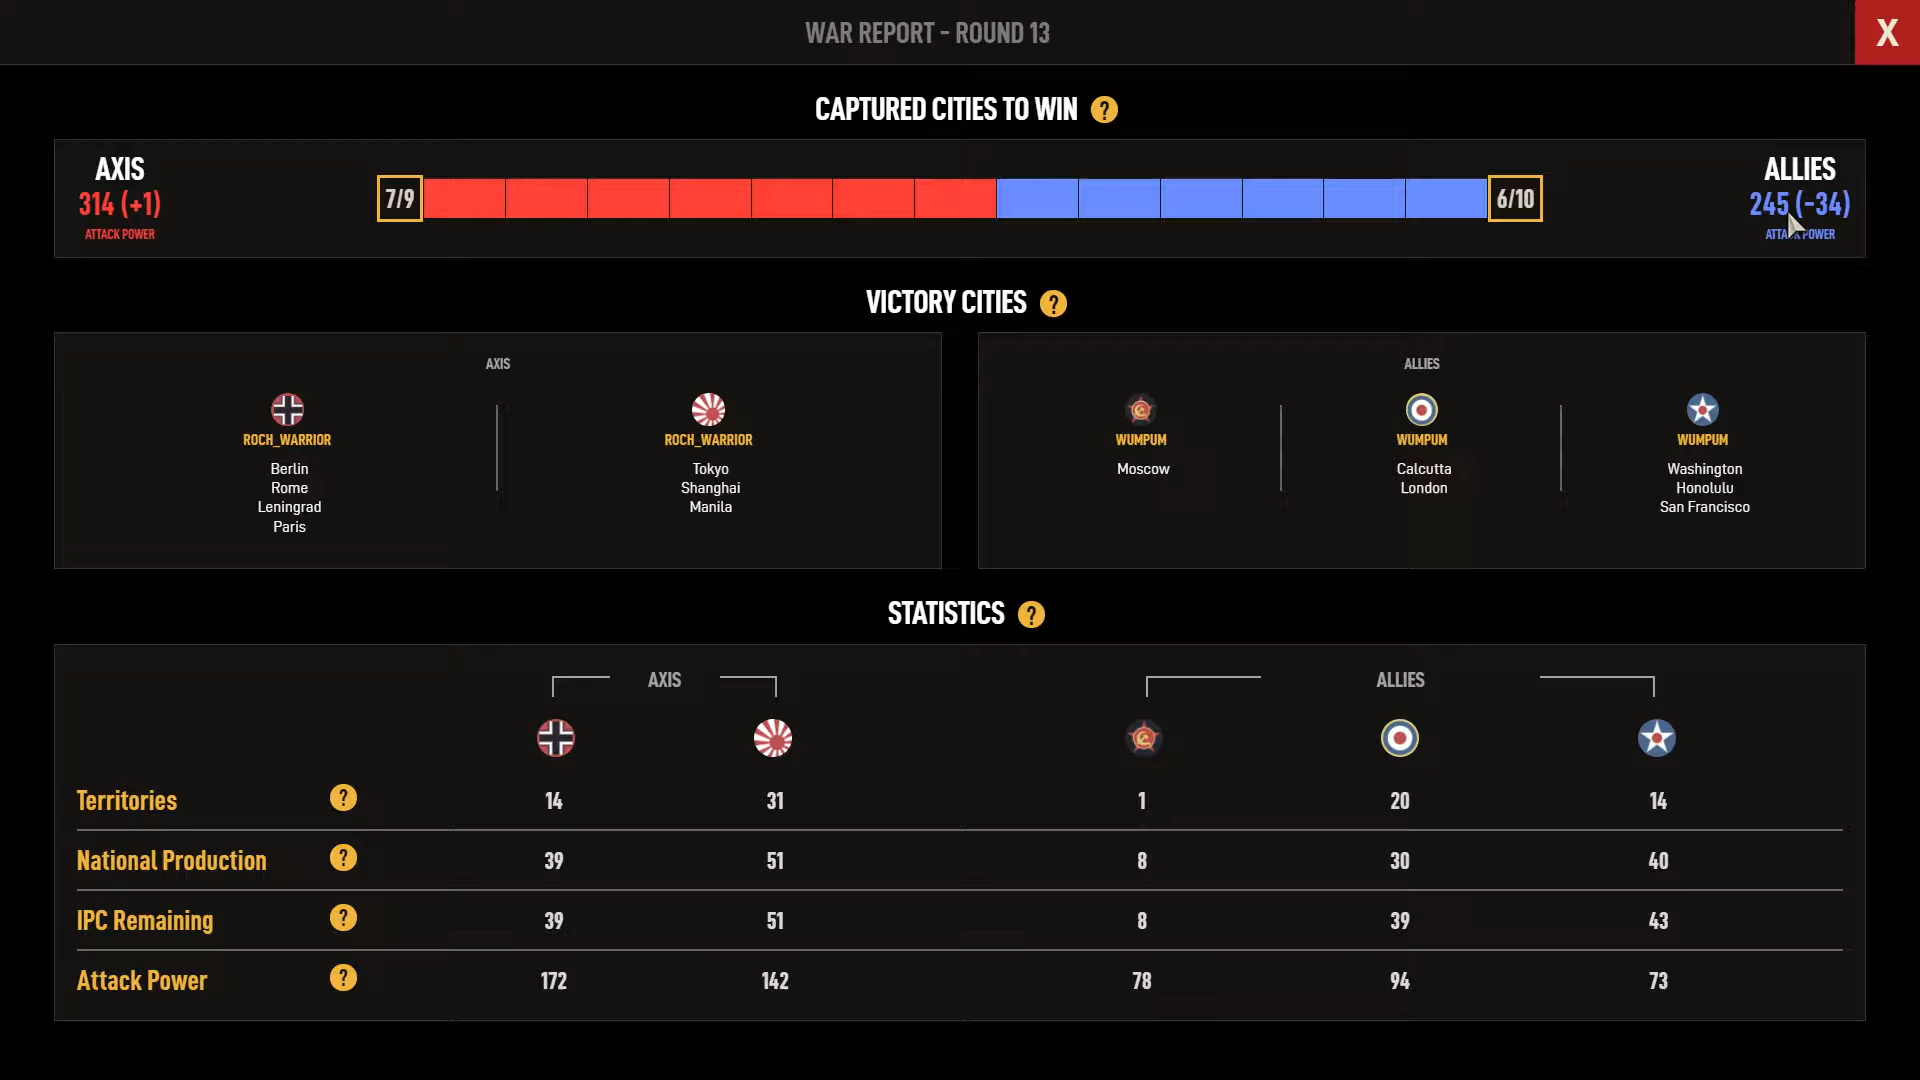 WAR REPORT - ROUND 13
X
CAPTURED CITIES TO WIN ?
AXIS
314 (+1)
ATTACK POWER
7/9
6/10
ALLIES
245 (-34)
ATTACK POWER
VICTORY CITIES ?
AXIS
ROCH_WARRIOR
Berlin
Rome
Leningrad
Paris
ROCH_WARRIOR
Tokyo
Shanghai
Manila
ALLIES
WUMPUM
Moscow
WUMPUM
Calcutta
London
WUMPUM
Washington
Honolulu
San Francisco
STATISTICS ?
AXIS ALLIES
Territories ? 14 31 1 20 14
National Production ? 39 51 8 30 40
IPC Remaining ? 39 51 8 39 43
Attack Power ? 172 142 78 94 73